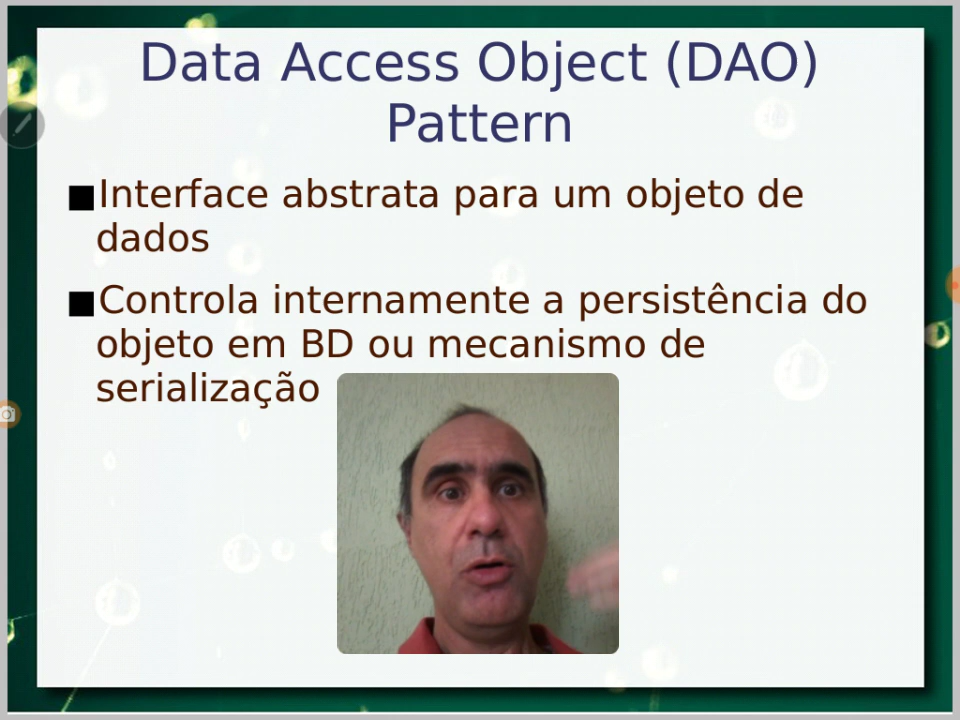 Data Access Object (DAO)
Pattern
Interface abstrata para um objeto de
dados
Controla internamente a persistência do
objeto em BD ou mecanismo de
serialização